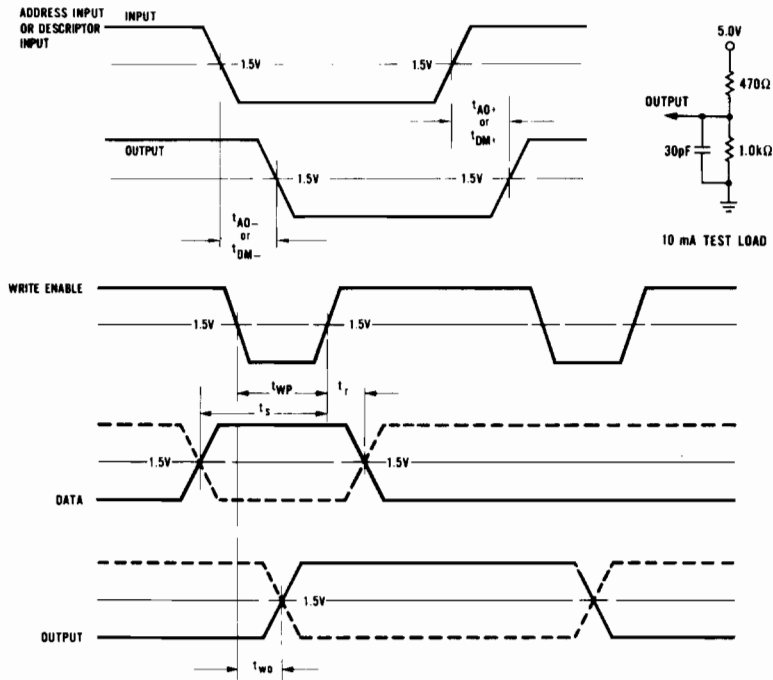 ADDRESS INPUT
OR DESCRIPTOR
INPUT
INPUT
1.5V
1.5V
tAO+
or
tDM+
OUTPUT
1.5V
1.5V
tAO−
or
tDM−
5.0V
470Ω
OUTPUT
30pF
1.0kΩ
10 mA TEST LOAD
WRITE ENABLE
1.5V
1.5V
tWP
tr
ts
1.5V
1.5V
DATA
1.5V
OUTPUT
two